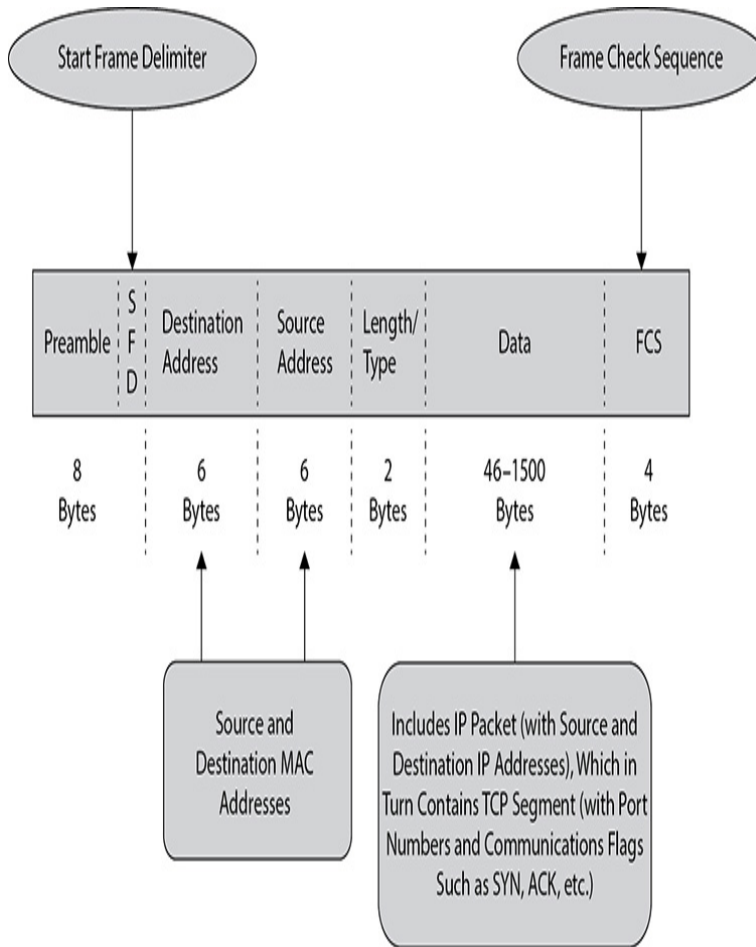 Start Frame Delimiter
Frame Check Sequence
Preamble
S
F
D
Destination
Address
Source
Address
Length/
Type
Data
FCS
8
Bytes
6
Bytes
6
Bytes
2
Bytes
46–1500
Bytes
4
Bytes
Source and
Destination MAC
Addresses
Includes IP Packet (with Source and
Destination IP Addresses), Which in
Turn Contains TCP Segment (with Port
Numbers and Communications Flags
Such as SYN, ACK, etc.)